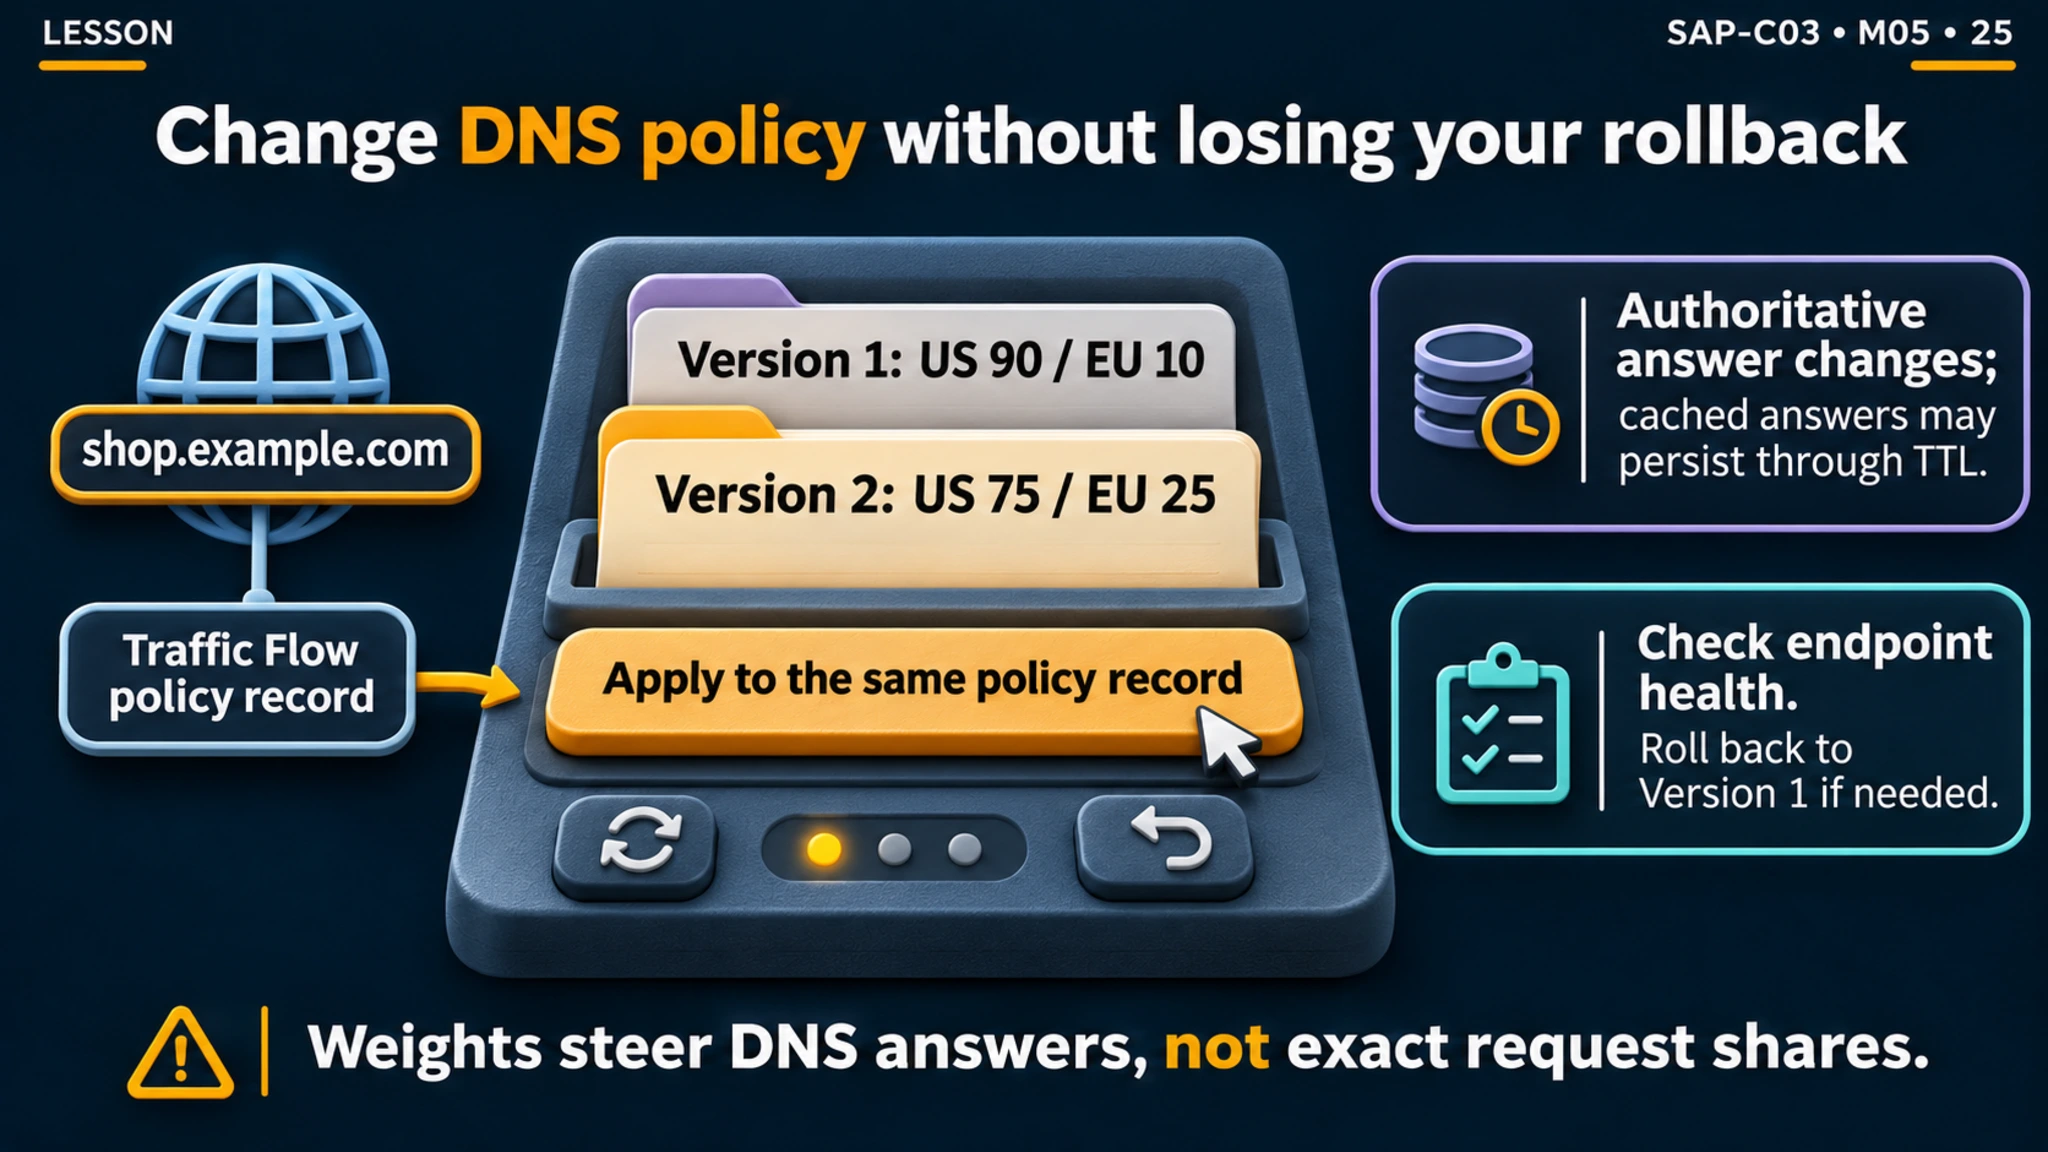 LESSON
SAP-C03 • M05 • 25
Change DNS policy without losing your rollback
shop.example.com
Traffic Flow
policy record
Version 1: US 90 / EU 10
Version 2: US 75 / EU 25
Apply to the same policy record
Authoritative
answer changes;
cached answers may
persist through TTL.
Check endpoint
health.
Roll back to
Version 1 if needed.
Weights steer DNS answers, not exact request shares.